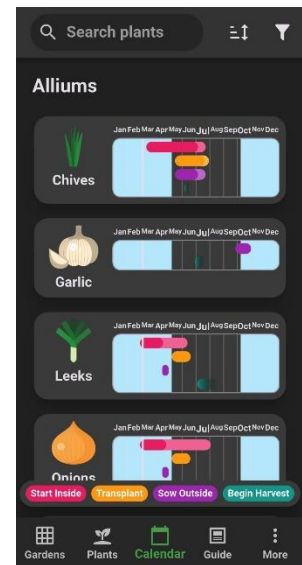 Search plants
Alliums
Jan Feb Mar Apr May Jun Jul Aug Sep Oct Nov Dec
Chives
Jan Feb Mar Apr May Jun Jul Aug Sep Oct Nov Dec
Garlic
Jan Feb Mar Apr May Jun Jul Aug Sep Oct Nov Dec
Leeks
Jan Feb Mar Apr May Jun Jul Aug Sep Oct Nov Dec
Onions
Start Inside Transplant Sow Outside Begin Harvest
Gardens Plants Calendar Guide More